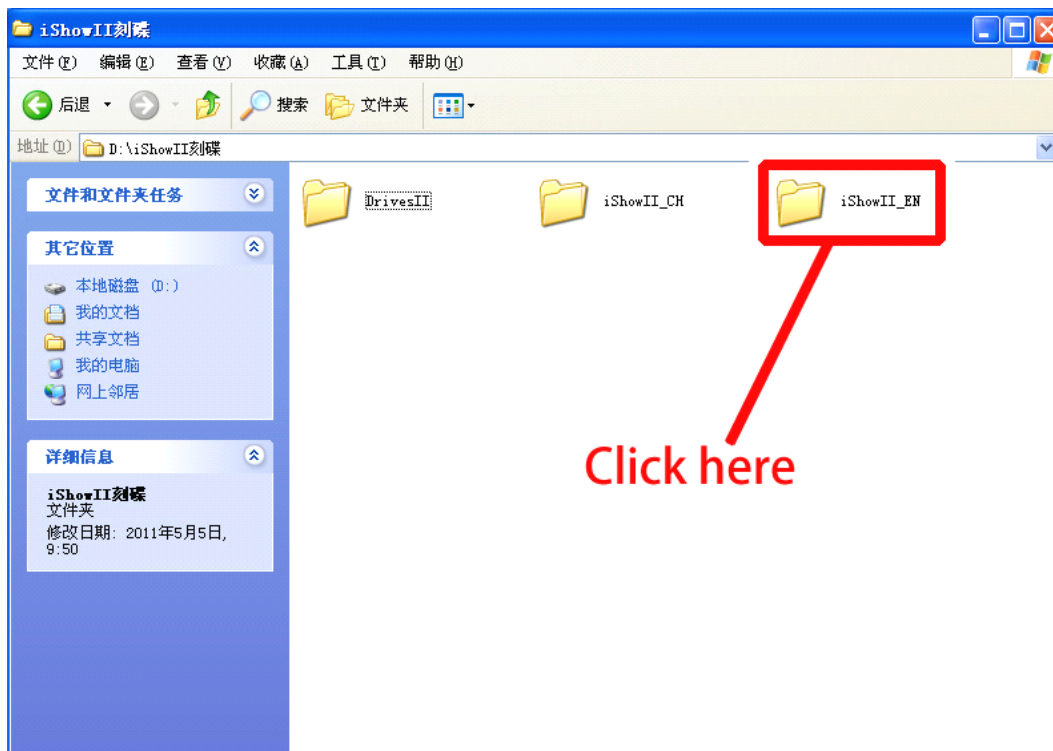 iShowII刻碟
文件(F) 编辑(E) 查看(V) 收藏(A) 工具(T) 帮助(H)
后退 搜索 文件夹
地址(D) D:\iShowII刻碟
文件和文件夹任务
其它位置
本地磁盘 (D:)
我的文档
共享文档
我的电脑
网上邻居
详细信息
iShowII刻碟
文件夹
修改日期: 2011年5月5日,
9:50
DrivesII iShowII_CH iShowII_EN
Click here